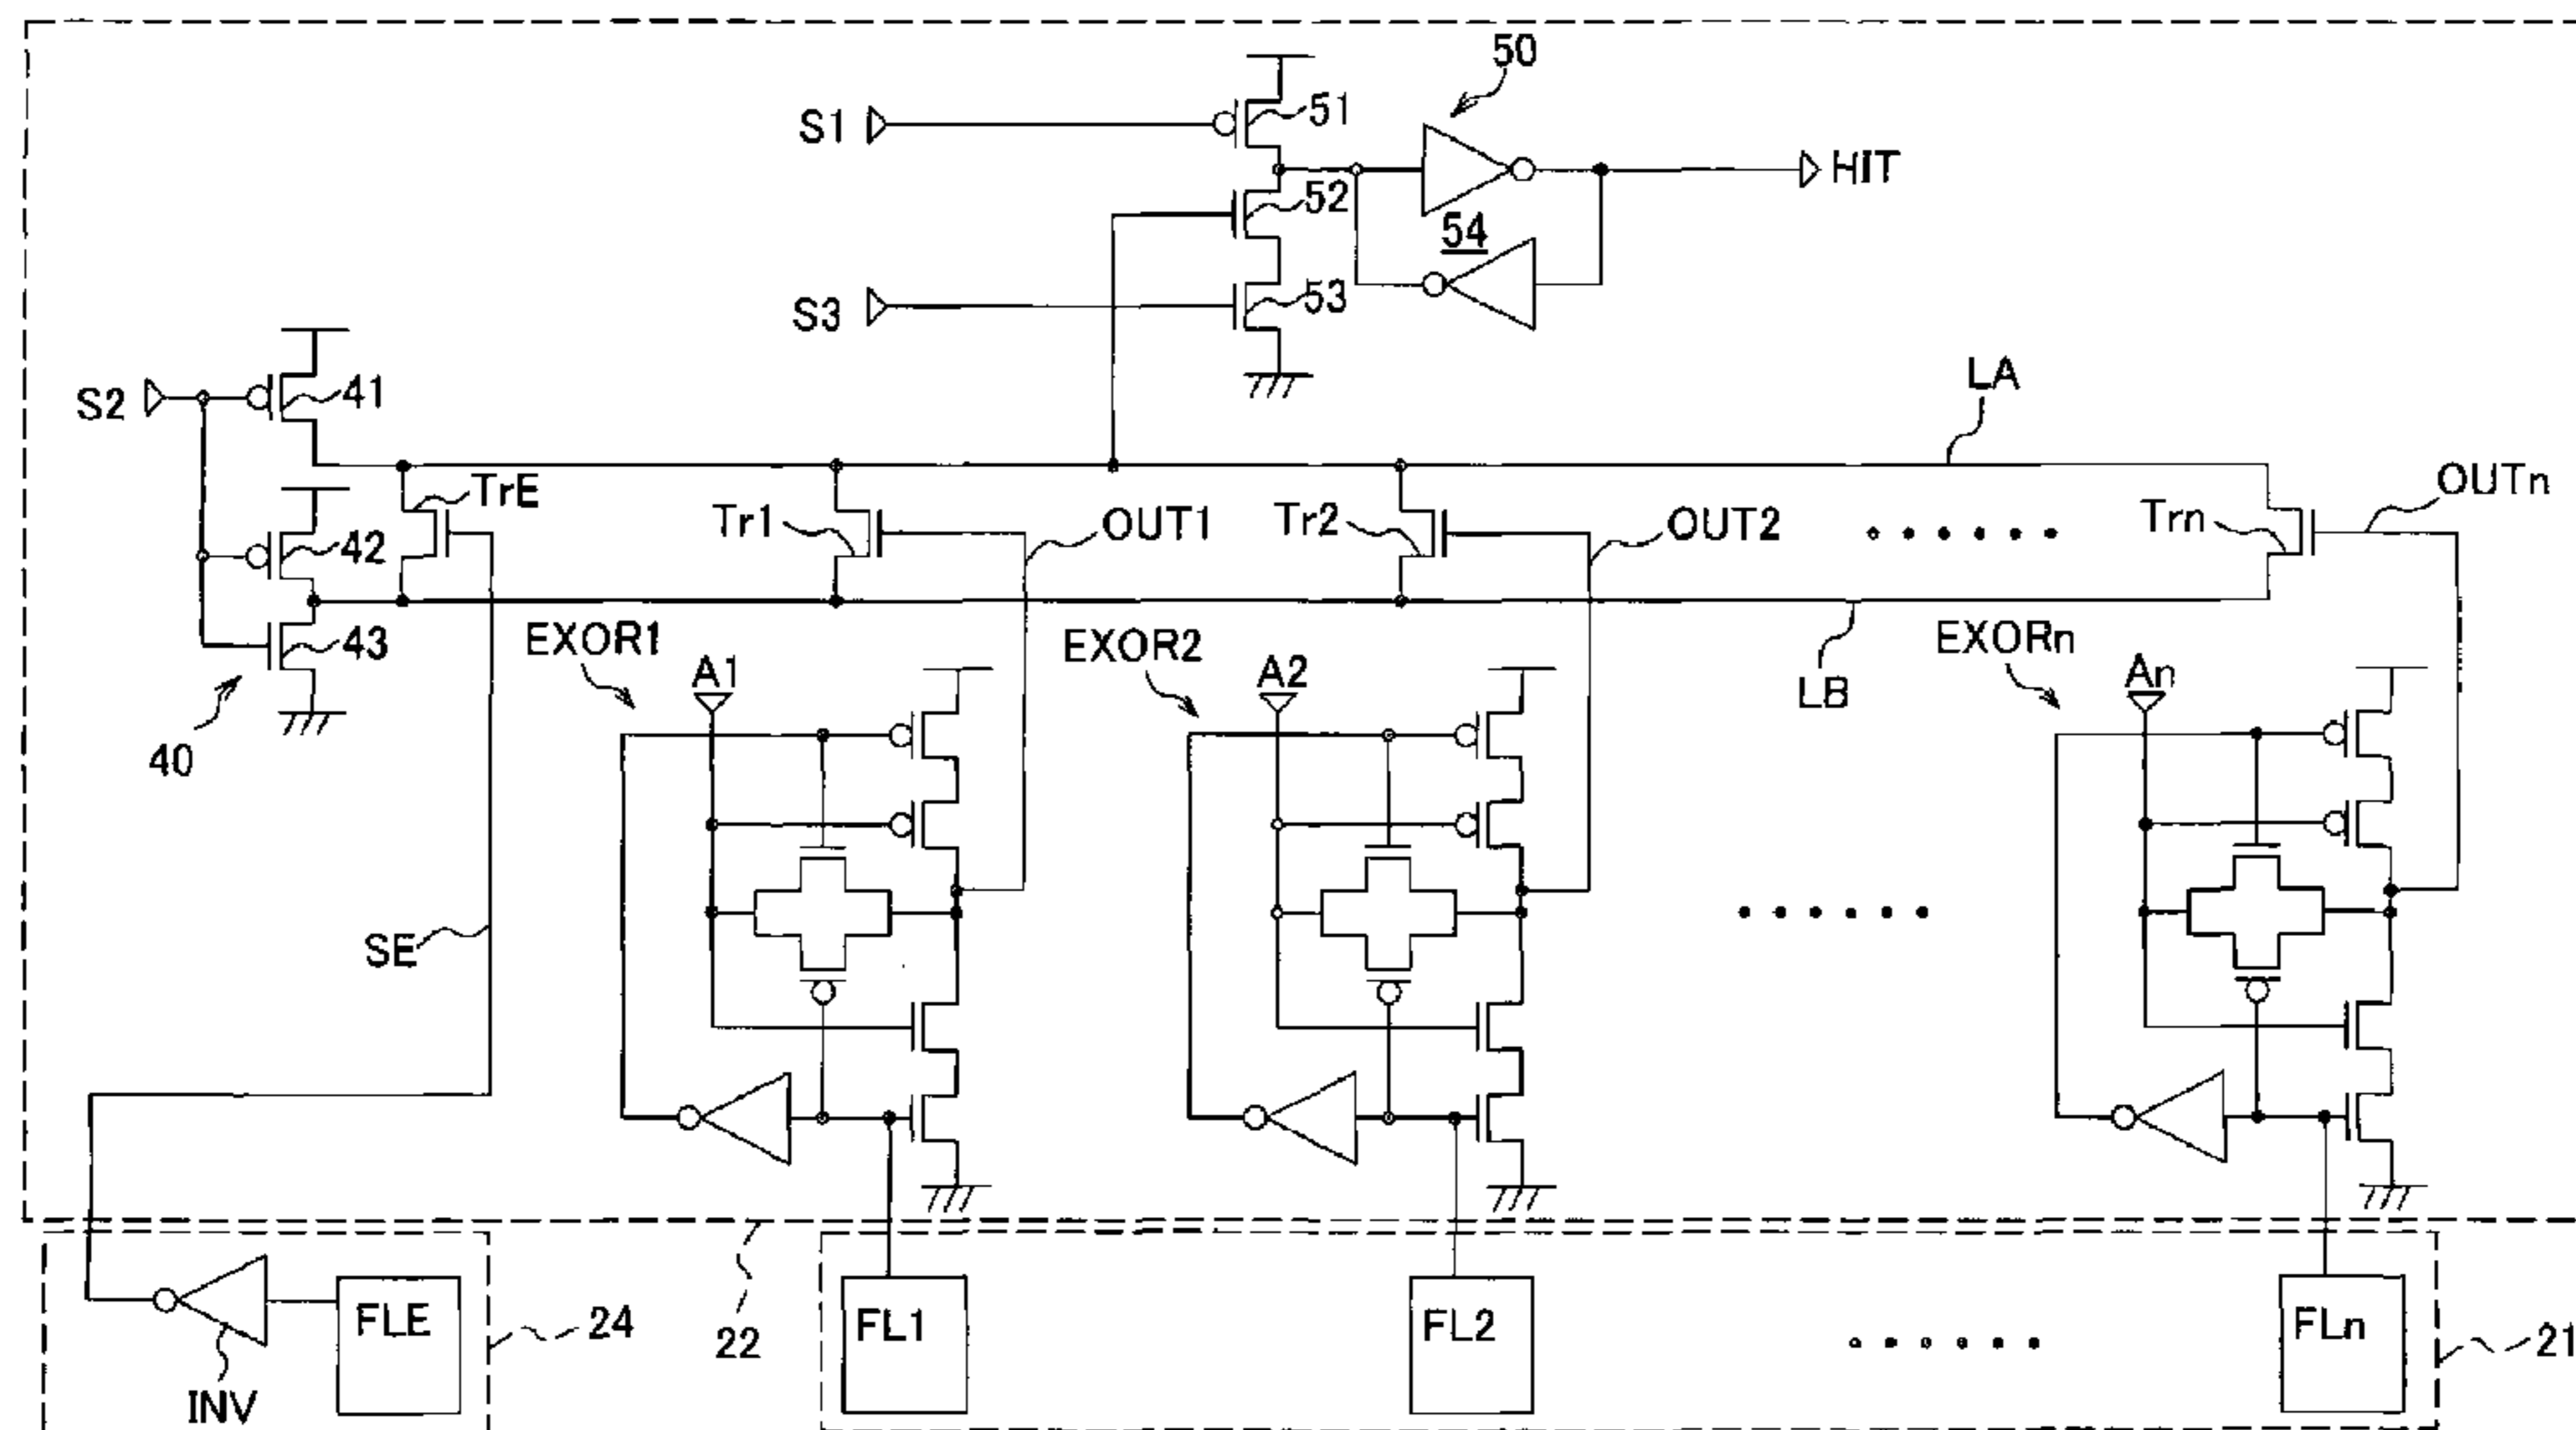 50
S1
51
HIT
52
54
S3
53
LA
S2
41
TrE
Tr1
OUT1
Tr2
OUT2
Trn
OUTn
42
43
EXOR1
A1
EXOR2
A2
EXORn
An
LB
40
SE
FLE
24
22
FL1
FL2
FLn
21
INV